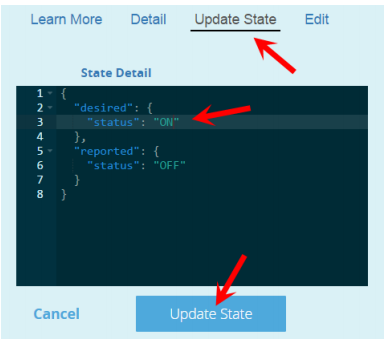 Learn More Detail Update State Edit
State Detail
1 {
2 "desired": {
3 "status": "ON"
4 },
5 "reported": {
6 "status": "OFF"
7 }
8 }
Cancel Update State